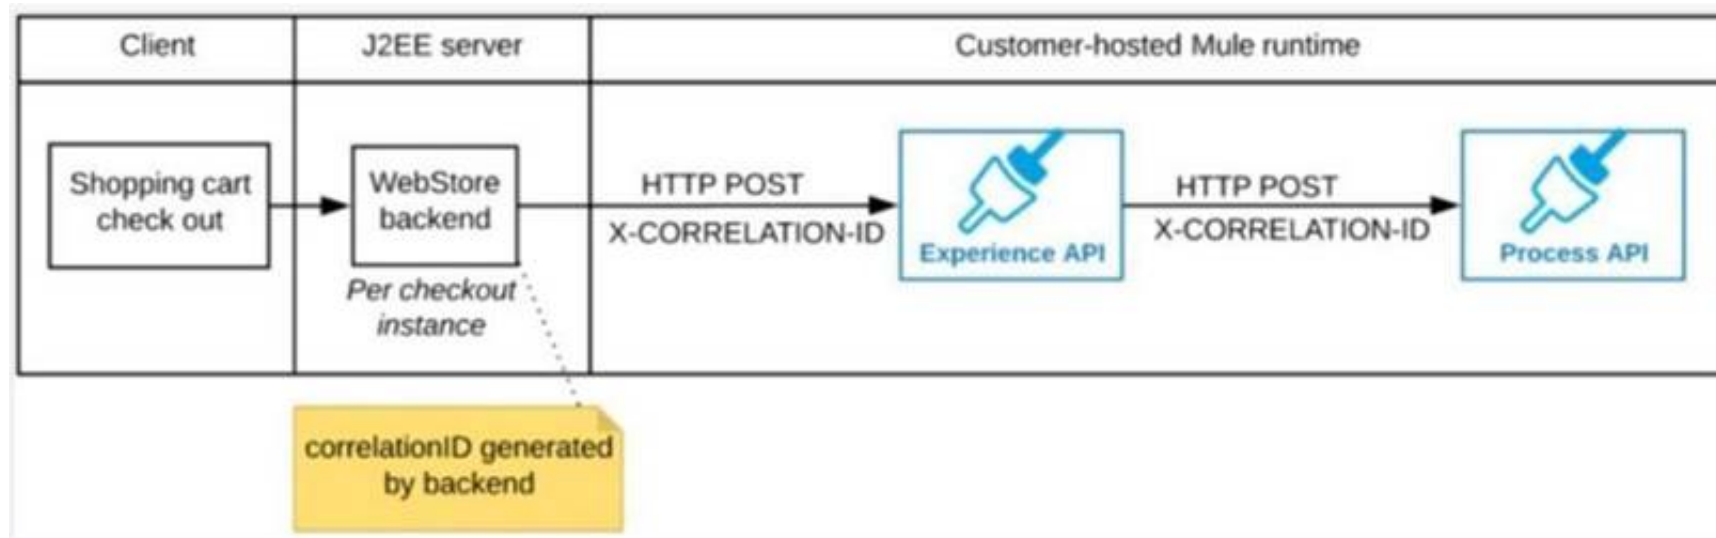 Client
J2EE server
Customer-hosted Mule runtime
Shopping cart
check out
WebStore
backend
Per checkout
instance
HTTP POST
X-CORRELATION-ID
Experience API
HTTP POST
X-CORRELATION-ID
Process API
correlationID generated
by backend